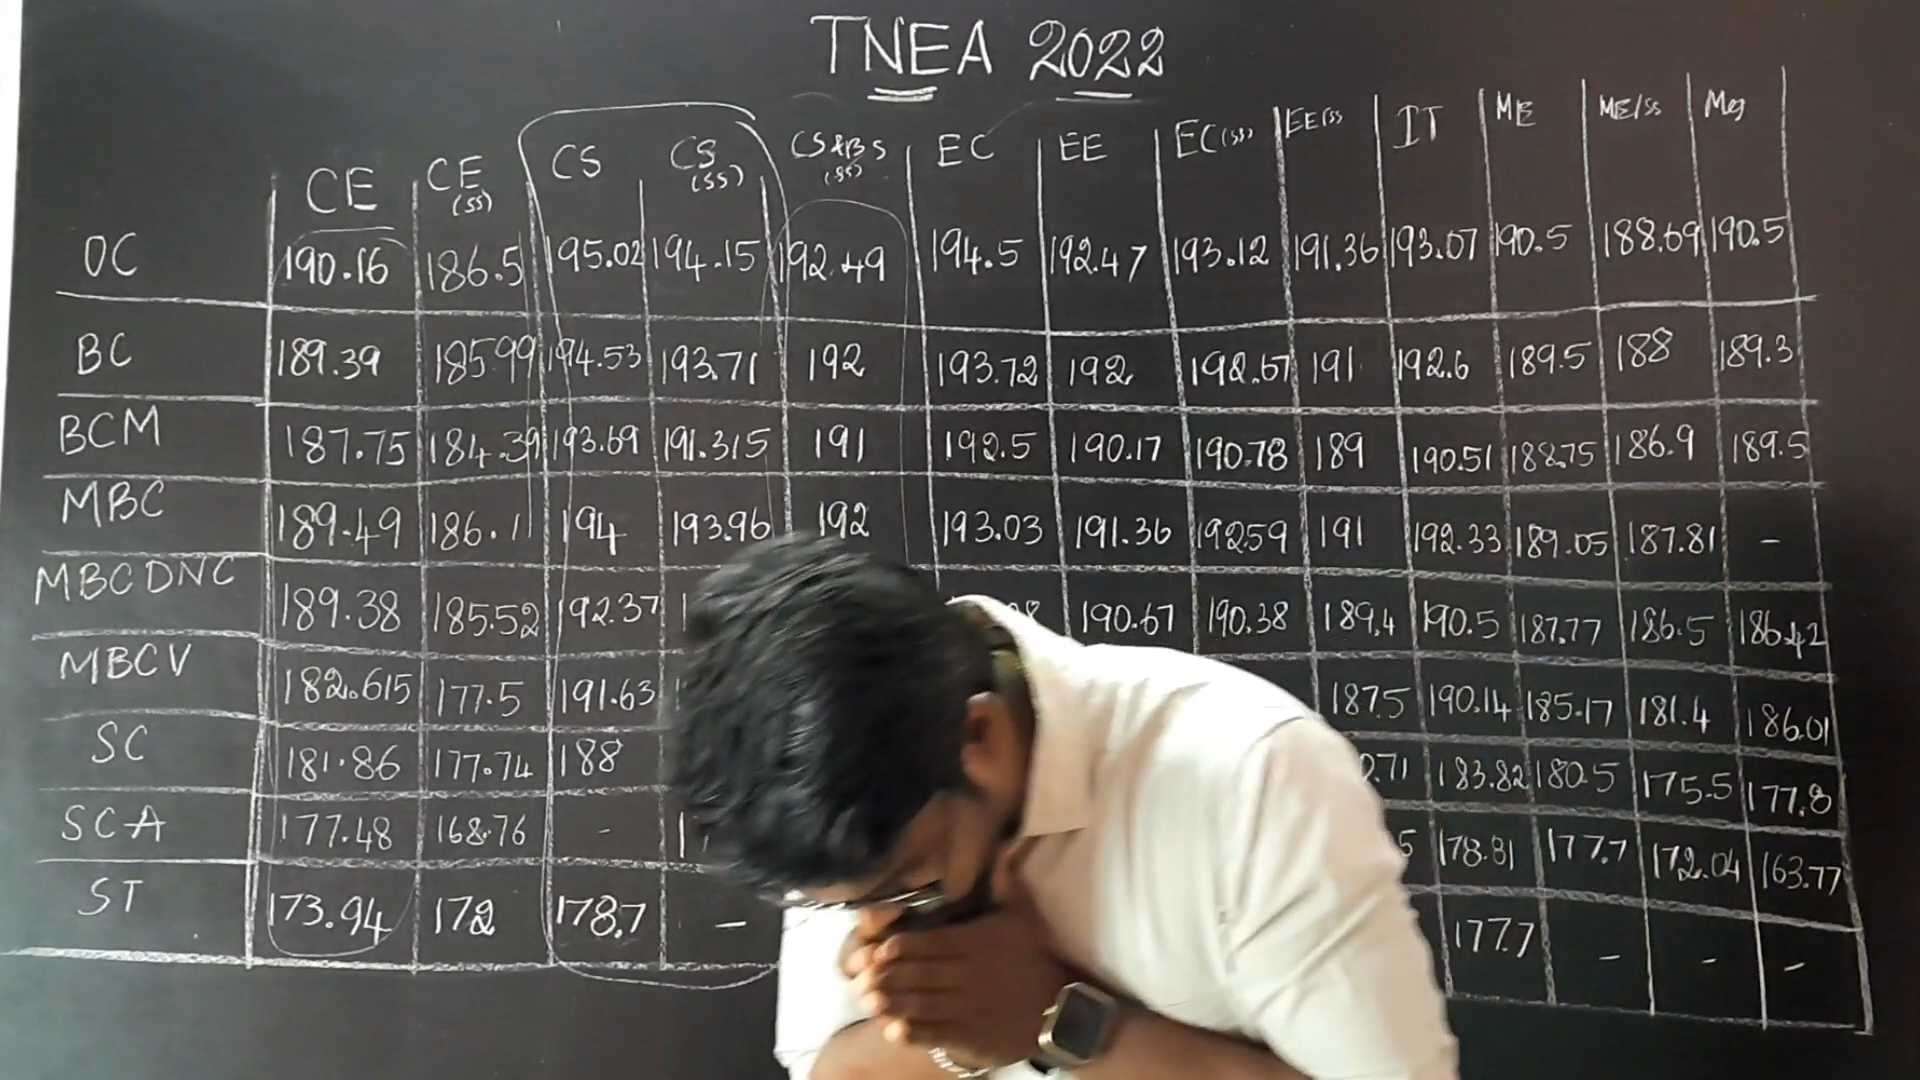 TNEA 2022
CE CE (SS) CS CS (SS) CS&BS (SS) EC EE EC(SS) EE(SS) IT ME ME/SS
OC 190.16 186.5 195.02 194.15 192.49 194.5 192.47 193.12 191.36 193.07 190.5 188.69 190.5
BC 189.39 185.99 194.53 193.71 192 193.72 192 192.67 191 192.6 189.5 188 189.3
BCM 187.75 184.39 193.69 191.315 191 192.5 190.17 190.78 189 190.51 188.75 186.9 189.5
MBC 189.49 186.11 194 193.96 192 193.03 191.36 192.59 191 192.33 189.05 187.81 -
MBCDNC 189.38 185.52 192.37 190.67 190.38 189.4 190.5 187.77 186.5 186.42
MBCV 182.615 177.5 191.63 187.5 190.14 185.17 181.4 186.01
SC 181.86 177.74 188 183.82 180.5 175.5 177.8
SCA 177.48 168.76 - 178.81 177.7 172.04 163.77
ST 173.94 172 178.7 - 177.7 - - -